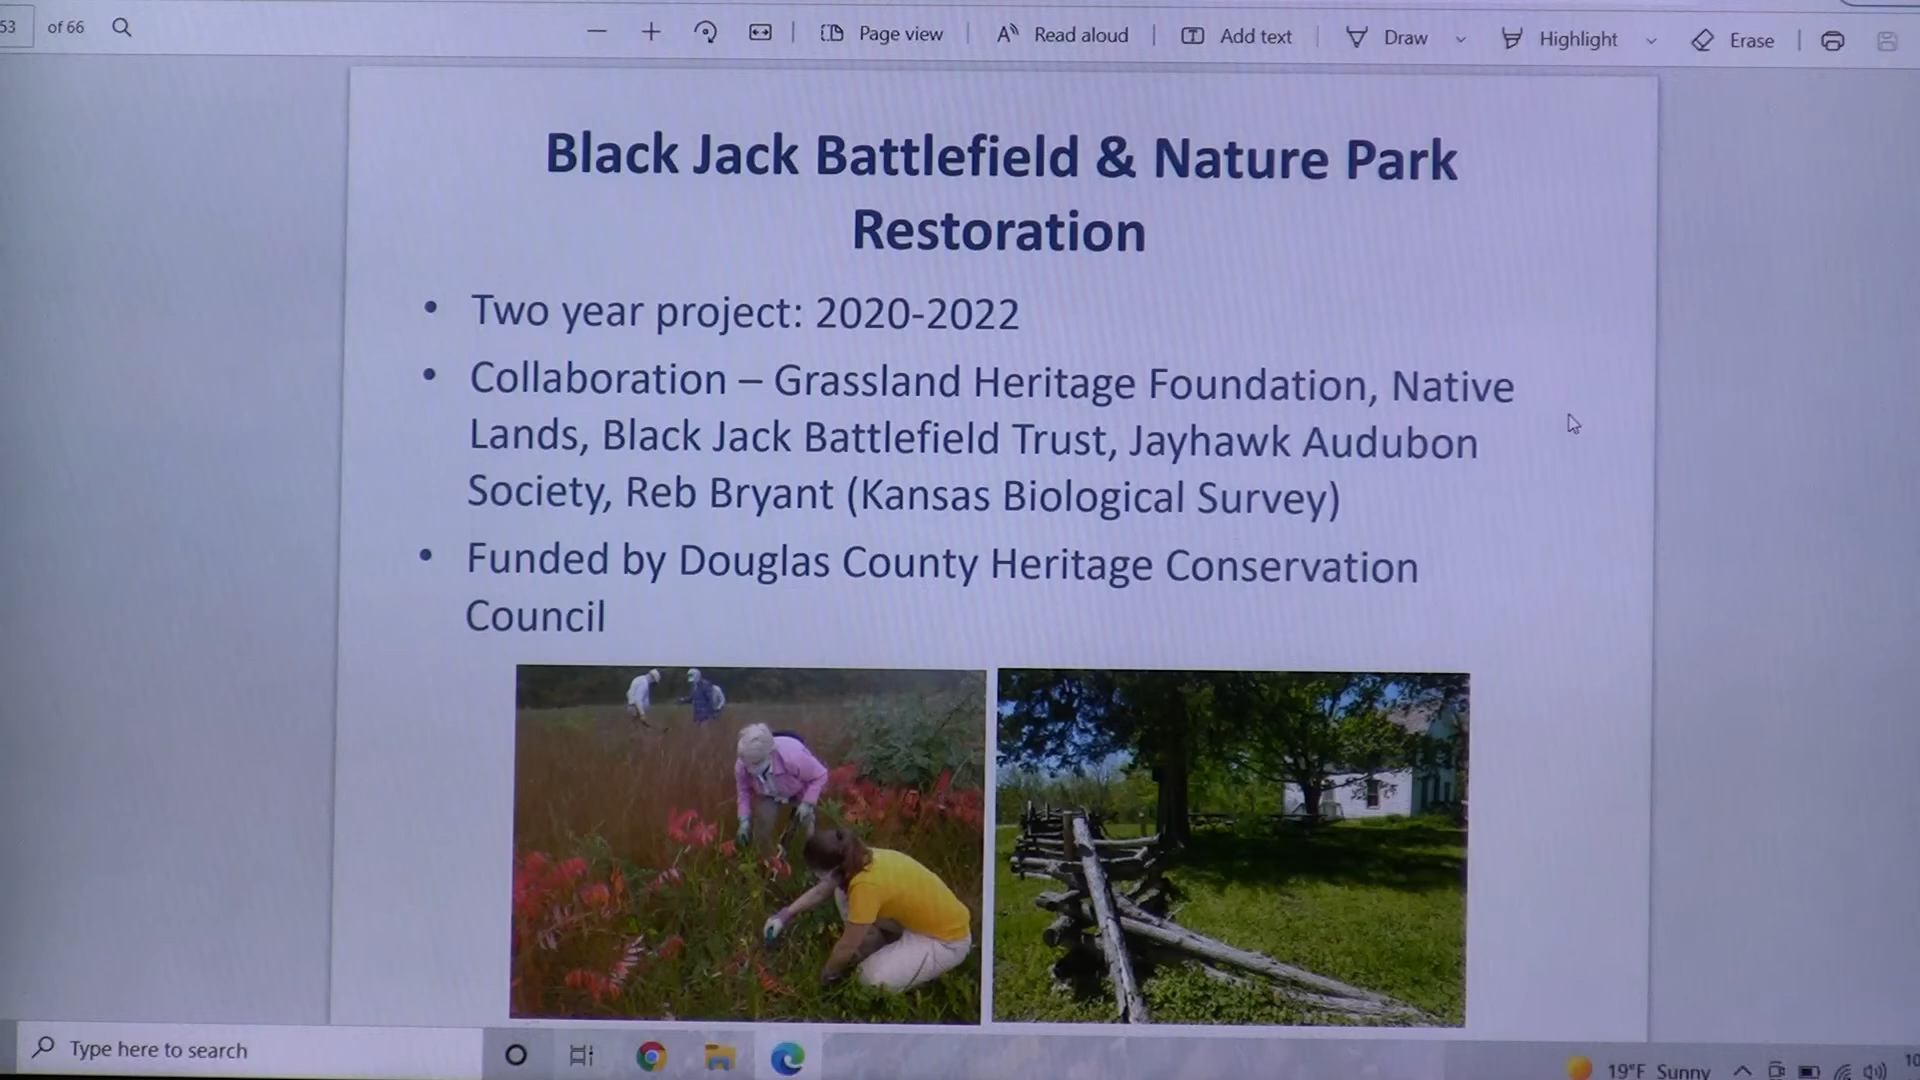 53 of 66
Page view
Read aloud
Add text
Draw
Highlight
Erase
Black Jack Battlefield & Nature Park
Restoration
• Two year project: 2020-2022
• Collaboration – Grassland Heritage Foundation, Native
Lands, Black Jack Battlefield Trust, Jayhawk Audubon
Society, Reb Bryant (Kansas Biological Survey)
• Funded by Douglas County Heritage Conservation
Council
Type here to search
19°F Sunny
10